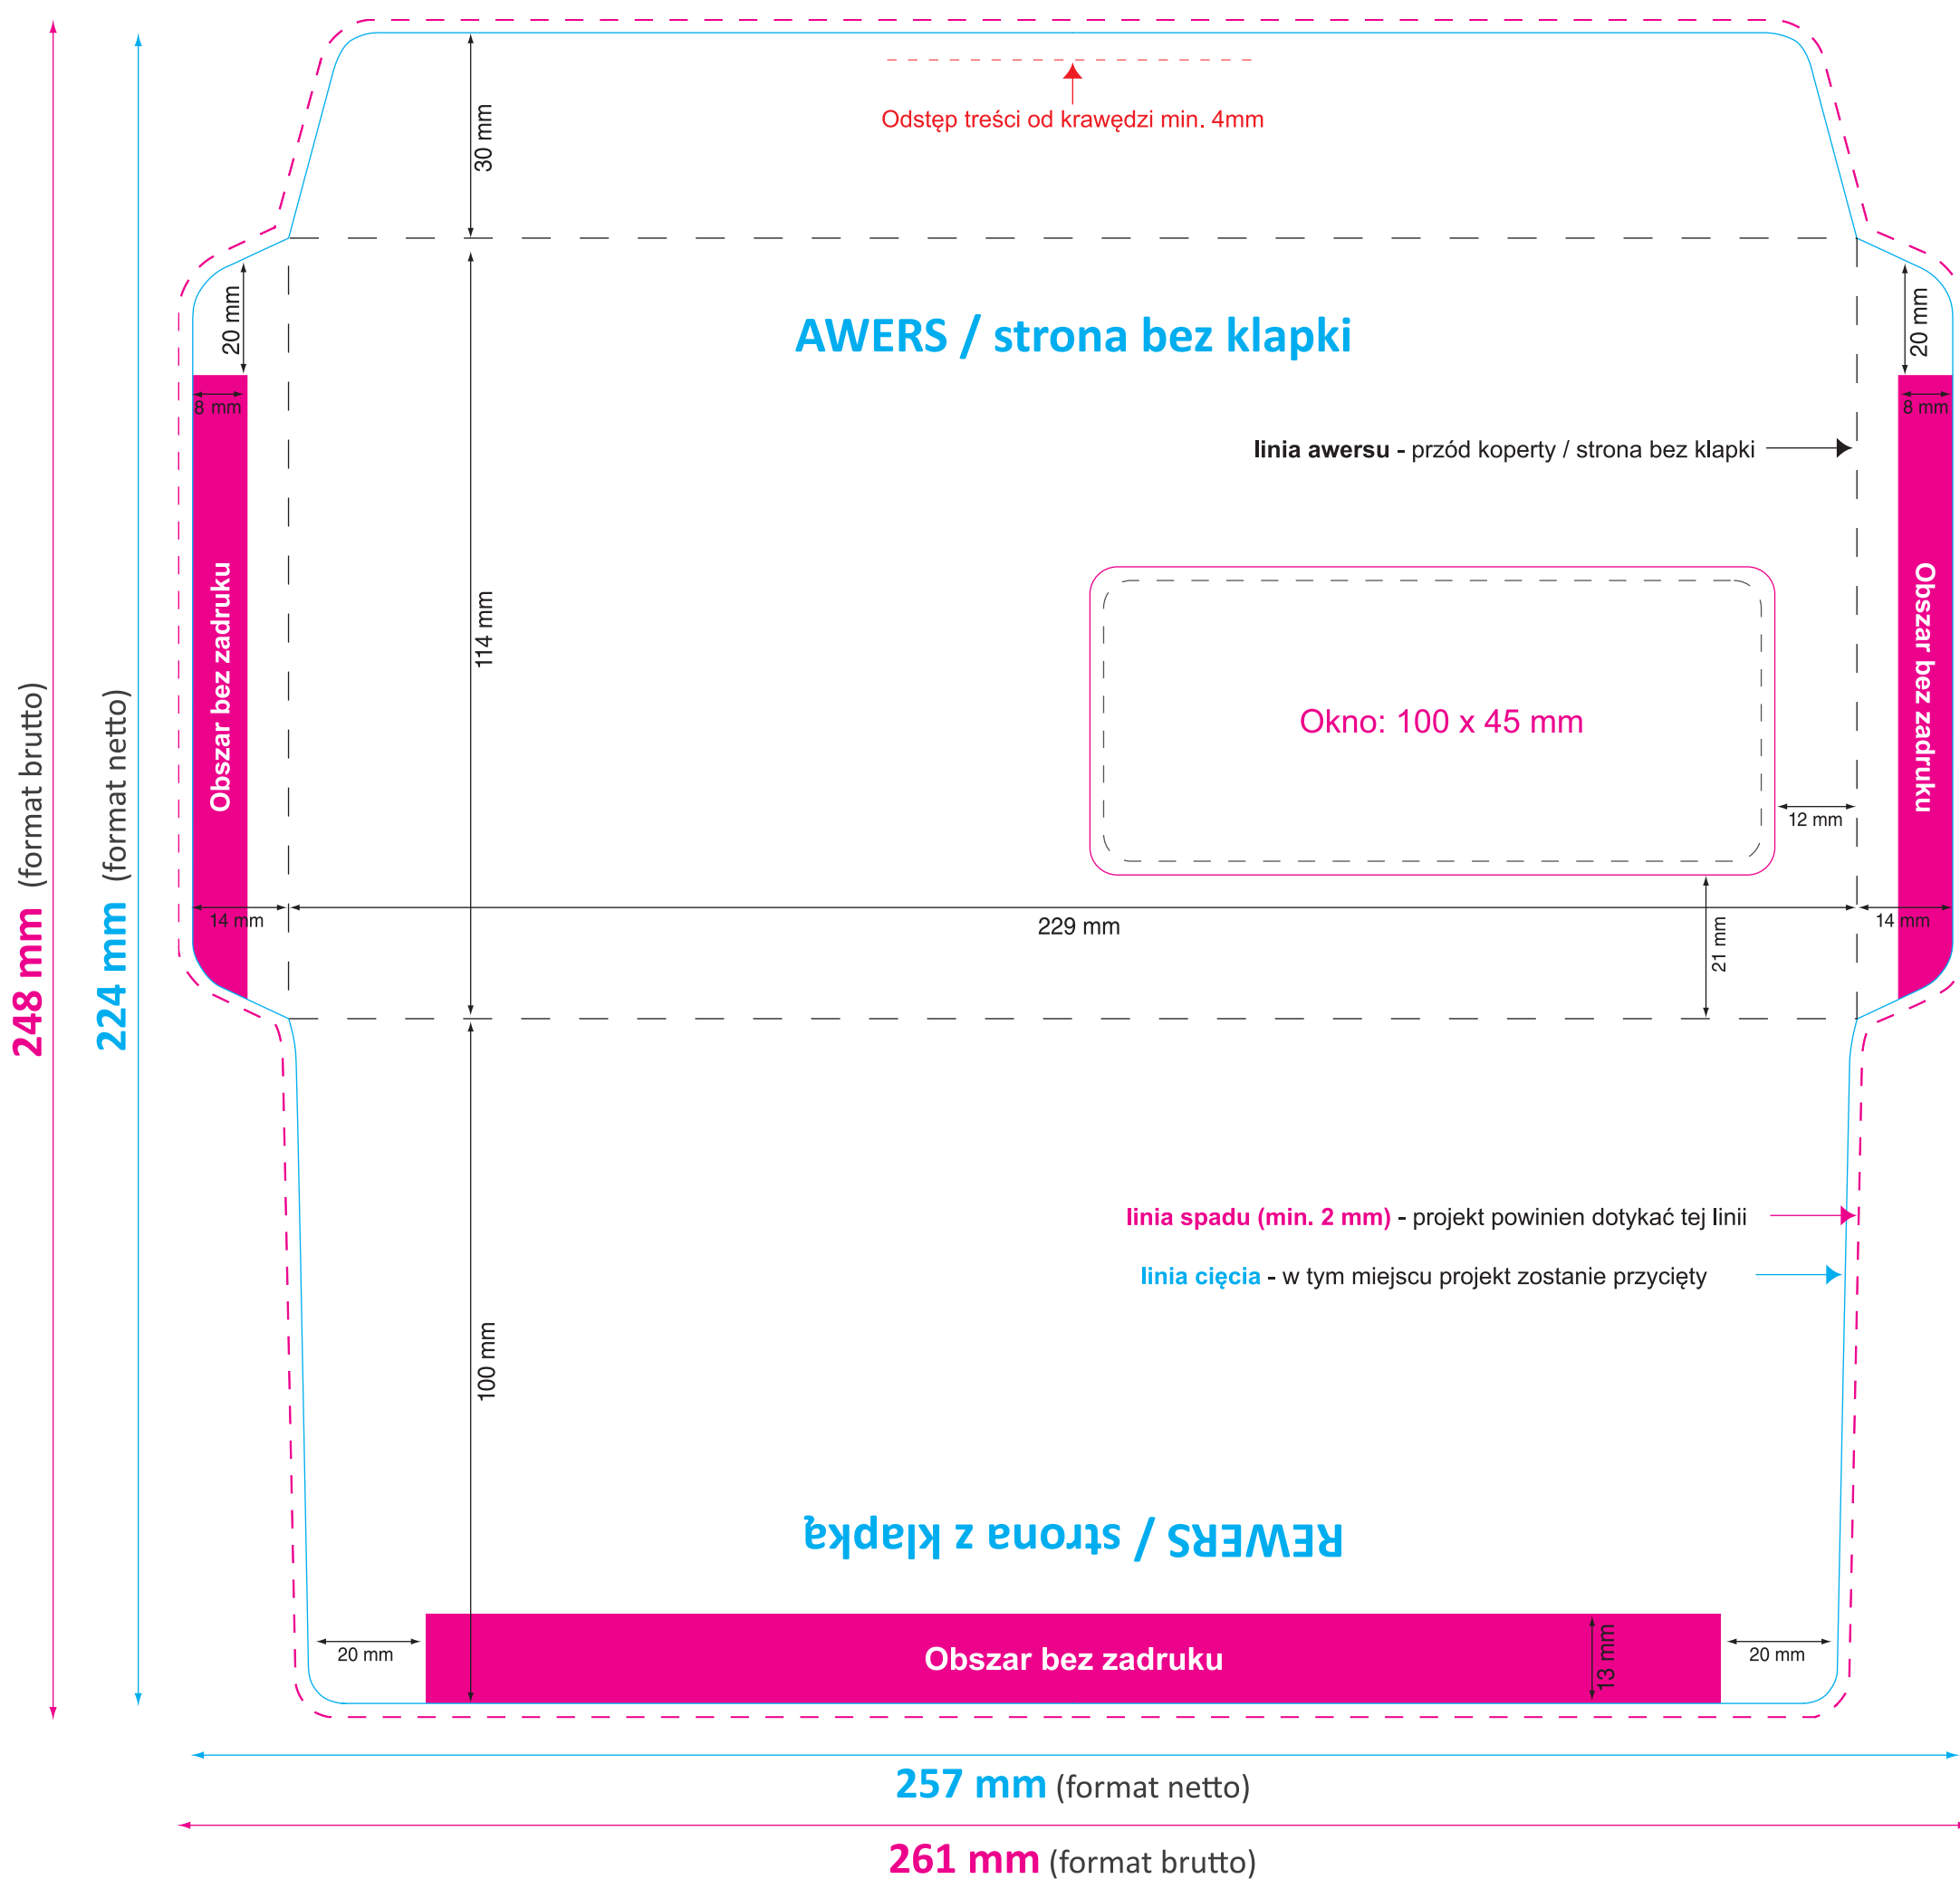 Odstęp treści od krawędzi min. 4mm
30 mm
20 mm
20 mm
AWERS / strona bez klapki
8 mm
8 mm
linia awersu - przód koperty / strona bez klapki
Obszar bez zadruku
114 mm
Obszar bez zadruku
Okno: 100 x 45 mm
12 mm
248 mm (format brutto)
224 mm (format netto)
14 mm
229 mm
14 mm
21 mm
linia spadu (min. 2 mm) - projekt powinien dotykać tej linii
linia cięcia - w tym miejscu projekt zostanie przycięty
100 mm
REWERS / strona z klapką
20 mm
Obszar bez zadruku
13 mm
20 mm
257 mm (format netto)
261 mm (format brutto)